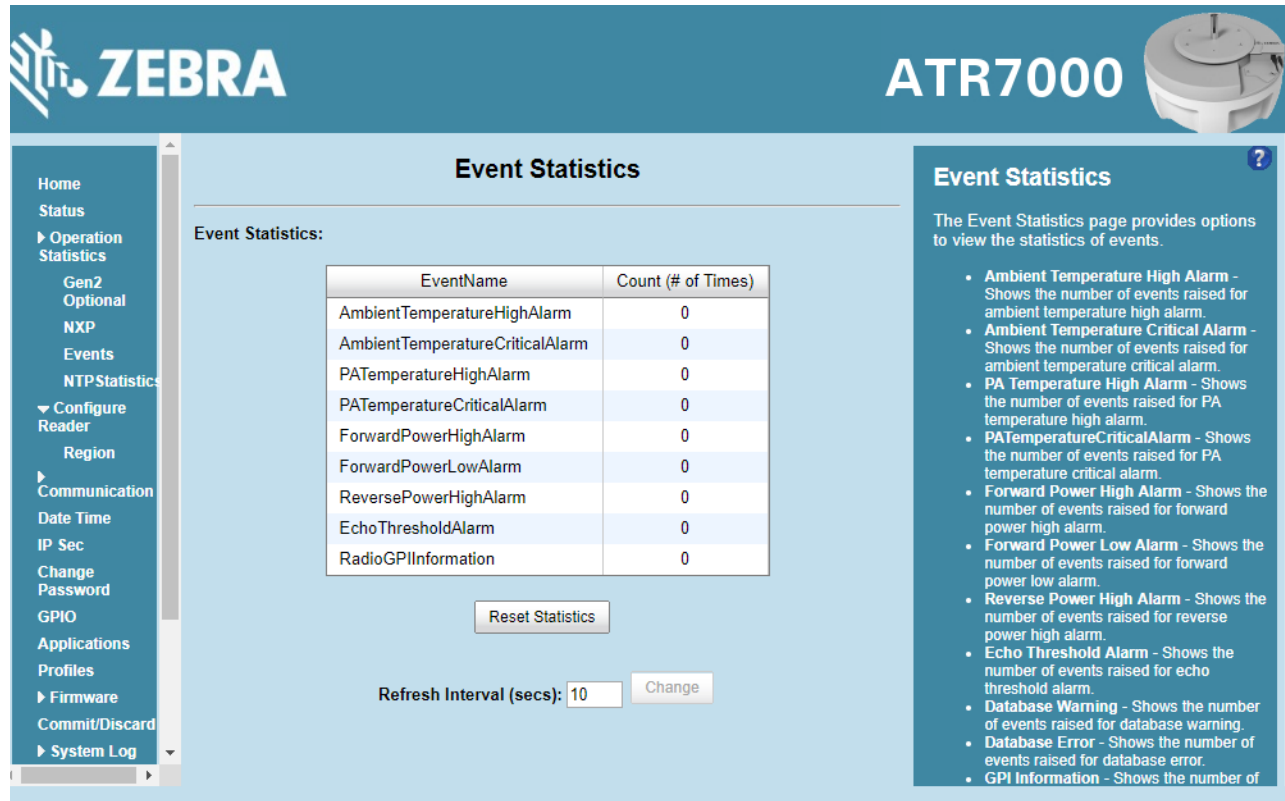 ZEBRA
ATR7000
Home
Status
Operation
Statistics
Gen2
Optional
NXP
Events
NTPStatistics
Configure
Reader
Region
Communication
Date Time
IP Sec
Change
Password
GPIO
Applications
Profiles
Firmware
Commit/Discard
System Log
Event Statistics
Event Statistics:
EventName Count (# of Times)
AmbientTemperatureHighAlarm 0
AmbientTemperatureCriticalAlarm 0
PATemperatureHighAlarm 0
PATemperatureCriticalAlarm 0
ForwardPowerHighAlarm 0
ForwardPowerLowAlarm 0
ReversePowerHighAlarm 0
EchoThresholdAlarm 0
RadioGPIInformation 0
Reset Statistics
Refresh Interval (secs): 10 Change
?
Event Statistics
The Event Statistics page provides options
to view the statistics of events.
• Ambient Temperature High Alarm -
Shows the number of events raised for
ambient temperature high alarm.
• Ambient Temperature Critical Alarm -
Shows the number of events raised for
ambient temperature critical alarm.
• PA Temperature High Alarm - Shows
the number of events raised for PA
temperature high alarm.
• PATemperatureCriticalAlarm - Shows
the number of events raised for PA
temperature critical alarm.
• Forward Power High Alarm - Shows the
number of events raised for forward
power high alarm.
• Forward Power Low Alarm - Shows the
number of events raised for forward
power low alarm.
• Reverse Power High Alarm - Shows the
number of events raised for reverse
power high alarm.
• Echo Threshold Alarm - Shows the
number of events raised for echo
threshold alarm.
• Database Warning - Shows the number
of events raised for database warning.
• Database Error - Shows the number of
events raised for database error.
• GPI Information - Shows the number of